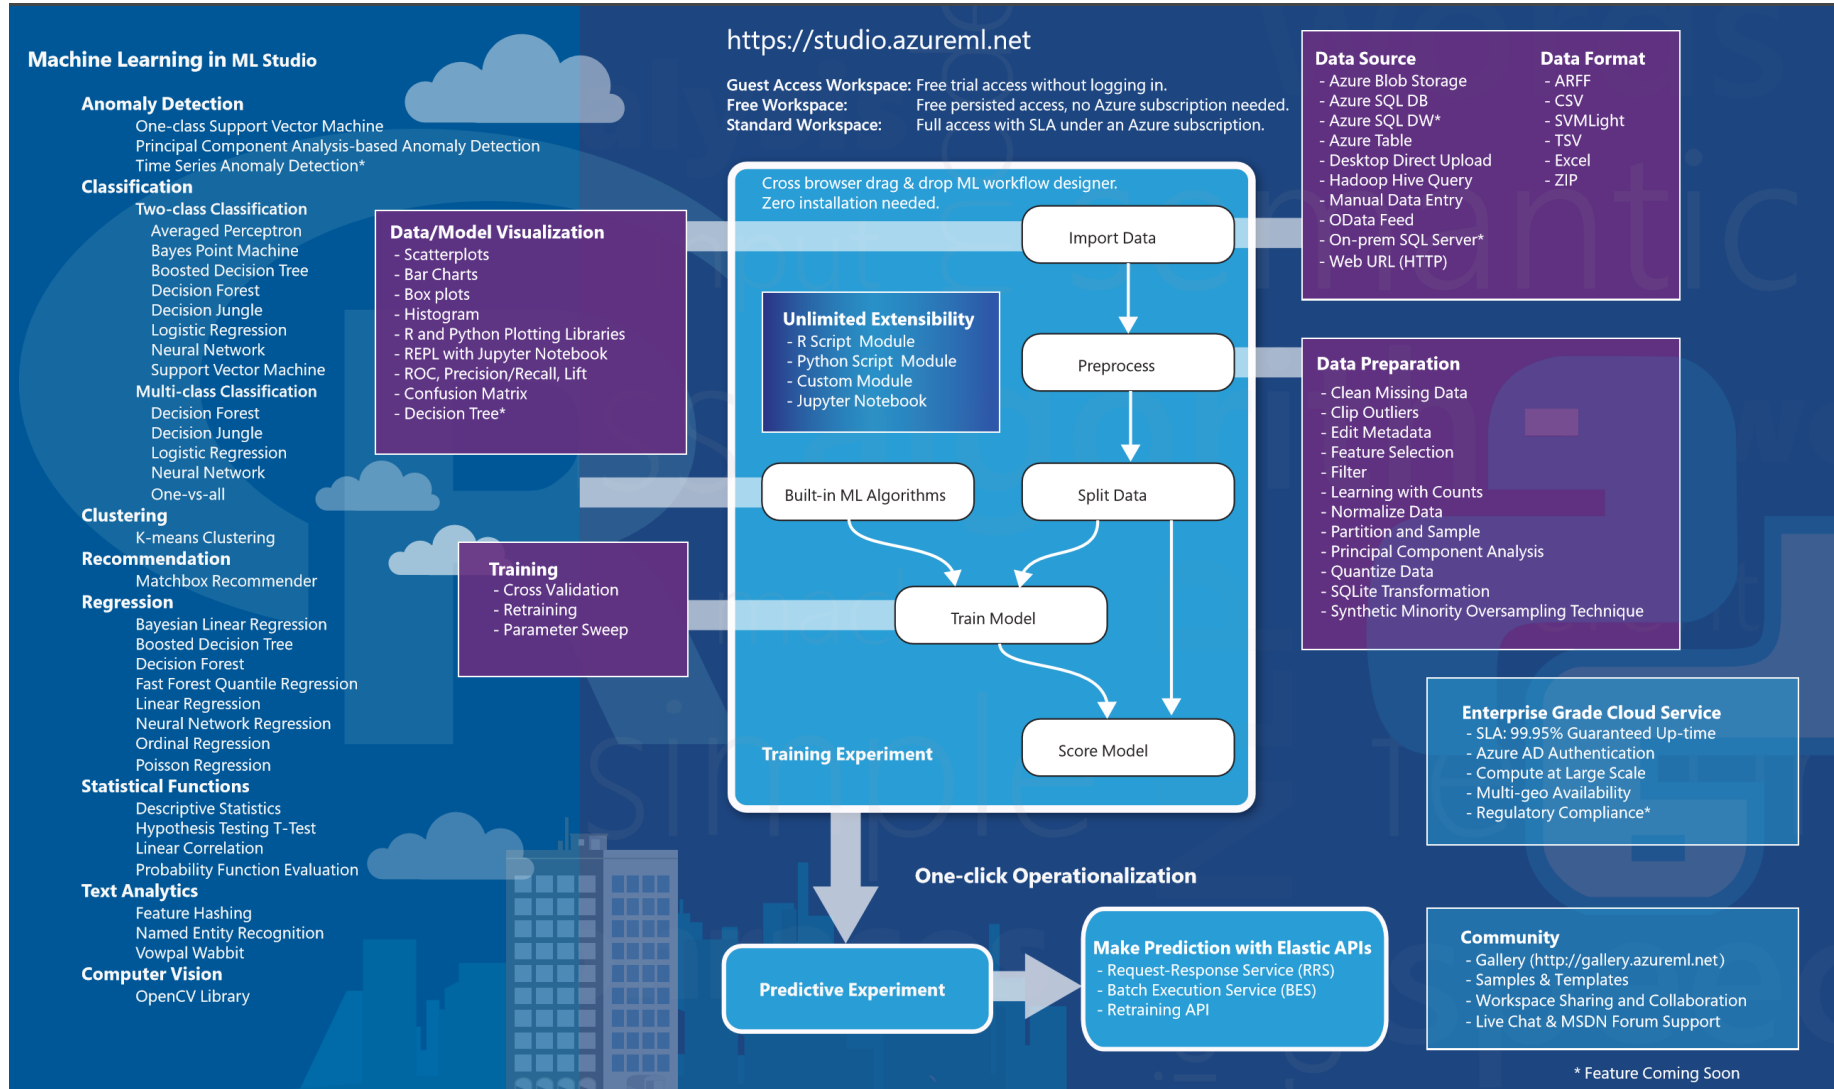 Machine Learning in ML Studio
Anomaly Detection
One-class Support Vector Machine
Principal Component Analysis-based Anomaly Detection
Time Series Anomaly Detection*
Classification
Two-class Classification
Averaged Perceptron
Bayes Point Machine
Boosted Decision Tree
Decision Forest
Decision Jungle
Logistic Regression
Neural Network
Support Vector Machine
Multi-class Classification
Decision Forest
Decision Jungle
Logistic Regression
Neural Network
One-vs-all
Clustering
K-means Clustering
Recommendation
Matchbox Recommender
Regression
Bayesian Linear Regression
Boosted Decision Tree
Decision Forest
Fast Forest Quantile Regression
Linear Regression
Neural Network Regression
Ordinal Regression
Poisson Regression
Statistical Functions
Descriptive Statistics
Hypothesis Testing T-Test
Linear Correlation
Probability Function Evaluation
Text Analytics
Feature Hashing
Named Entity Recognition
Vowpal Wabbit
Computer Vision
OpenCV Library
Data/Model Visualization
- Scatterplots
- Bar Charts
- Box plots
- Histogram
- R and Python Plotting Libraries
- REPL with Jupyter Notebook
- ROC, Precision/Recall, Lift
- Confusion Matrix
- Decision Tree*
Training
- Cross Validation
- Retraining
- Parameter Sweep
https://studio.azureml.net
Guest Access Workspace: Free trial access without logging in.
Free Workspace: Free persisted access, no Azure subscription needed.
Standard Workspace: Full access with SLA under an Azure subscription.
Cross browser drag & drop ML workflow designer.
Zero installation needed.
Import Data
Unlimited Extensibility
- R Script Module
- Python Script Module
- Custom Module
- Jupyter Notebook
Preprocess
Built-in ML Algorithms
Split Data
Train Model
Score Model
Training Experiment
One-click Operationalization
Predictive Experiment
Make Prediction with Elastic APIs
- Request-Response Service (RRS)
- Batch Execution Service (BES)
- Retraining API
Data Source
- Azure Blob Storage
- Azure SQL DB
- Azure SQL DW*
- Azure Table
- Desktop Direct Upload
- Hadoop Hive Query
- Manual Data Entry
- OData Feed
- On-prem SQL Server*
- Web URL (HTTP)
Data Format
- ARFF
- CSV
- SVMLight
- TSV
- Excel
- ZIP
Data Preparation
- Clean Missing Data
- Clip Outliers
- Edit Metadata
- Feature Selection
- Filter
- Learning with Counts
- Normalize Data
- Partition and Sample
- Principal Component Analysis
- Quantize Data
- SQLite Transformation
- Synthetic Minority Oversampling Technique
Enterprise Grade Cloud Service
- SLA: 99.95% Guaranteed Up-time
- Azure AD Authentication
- Compute at Large Scale
- Multi-geo Availability
- Regulatory Compliance*
Community
- Gallery (http://gallery.azureml.net)
- Samples & Templates
- Workspace Sharing and Collaboration
- Live Chat & MSDN Forum Support
* Feature Coming Soon